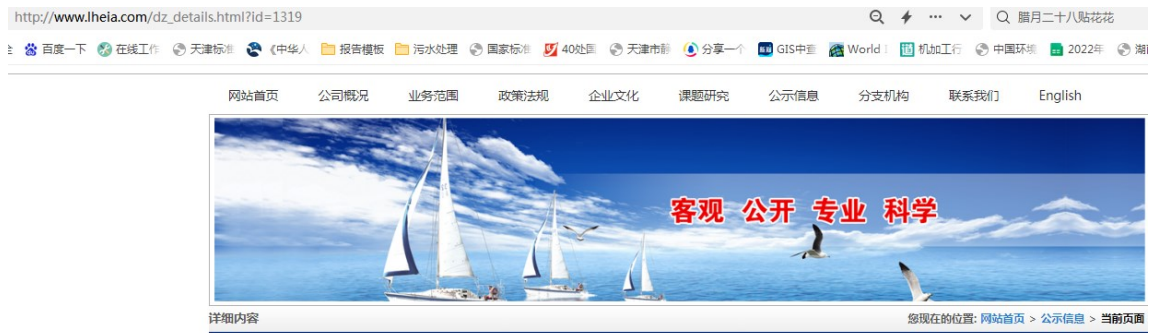 http://www.lheia.com/dz_details.html?id=1319 腊月二十八贴花花
百度一下 在线工作 天津标准 《中华人 报告模板 污水处理 国家标准 40处国 天津市静 分享一个 GIS中查 World 机加工行 中国环境 2022年
网站首页 公司概况 业务范围 政策法规 企业文化 课题研究 公示信息 分支机构 联系我们 English
客观 公开 专业 科学
详细内容 您现在的位置: 网站首页 > 公示信息 > 当前页面